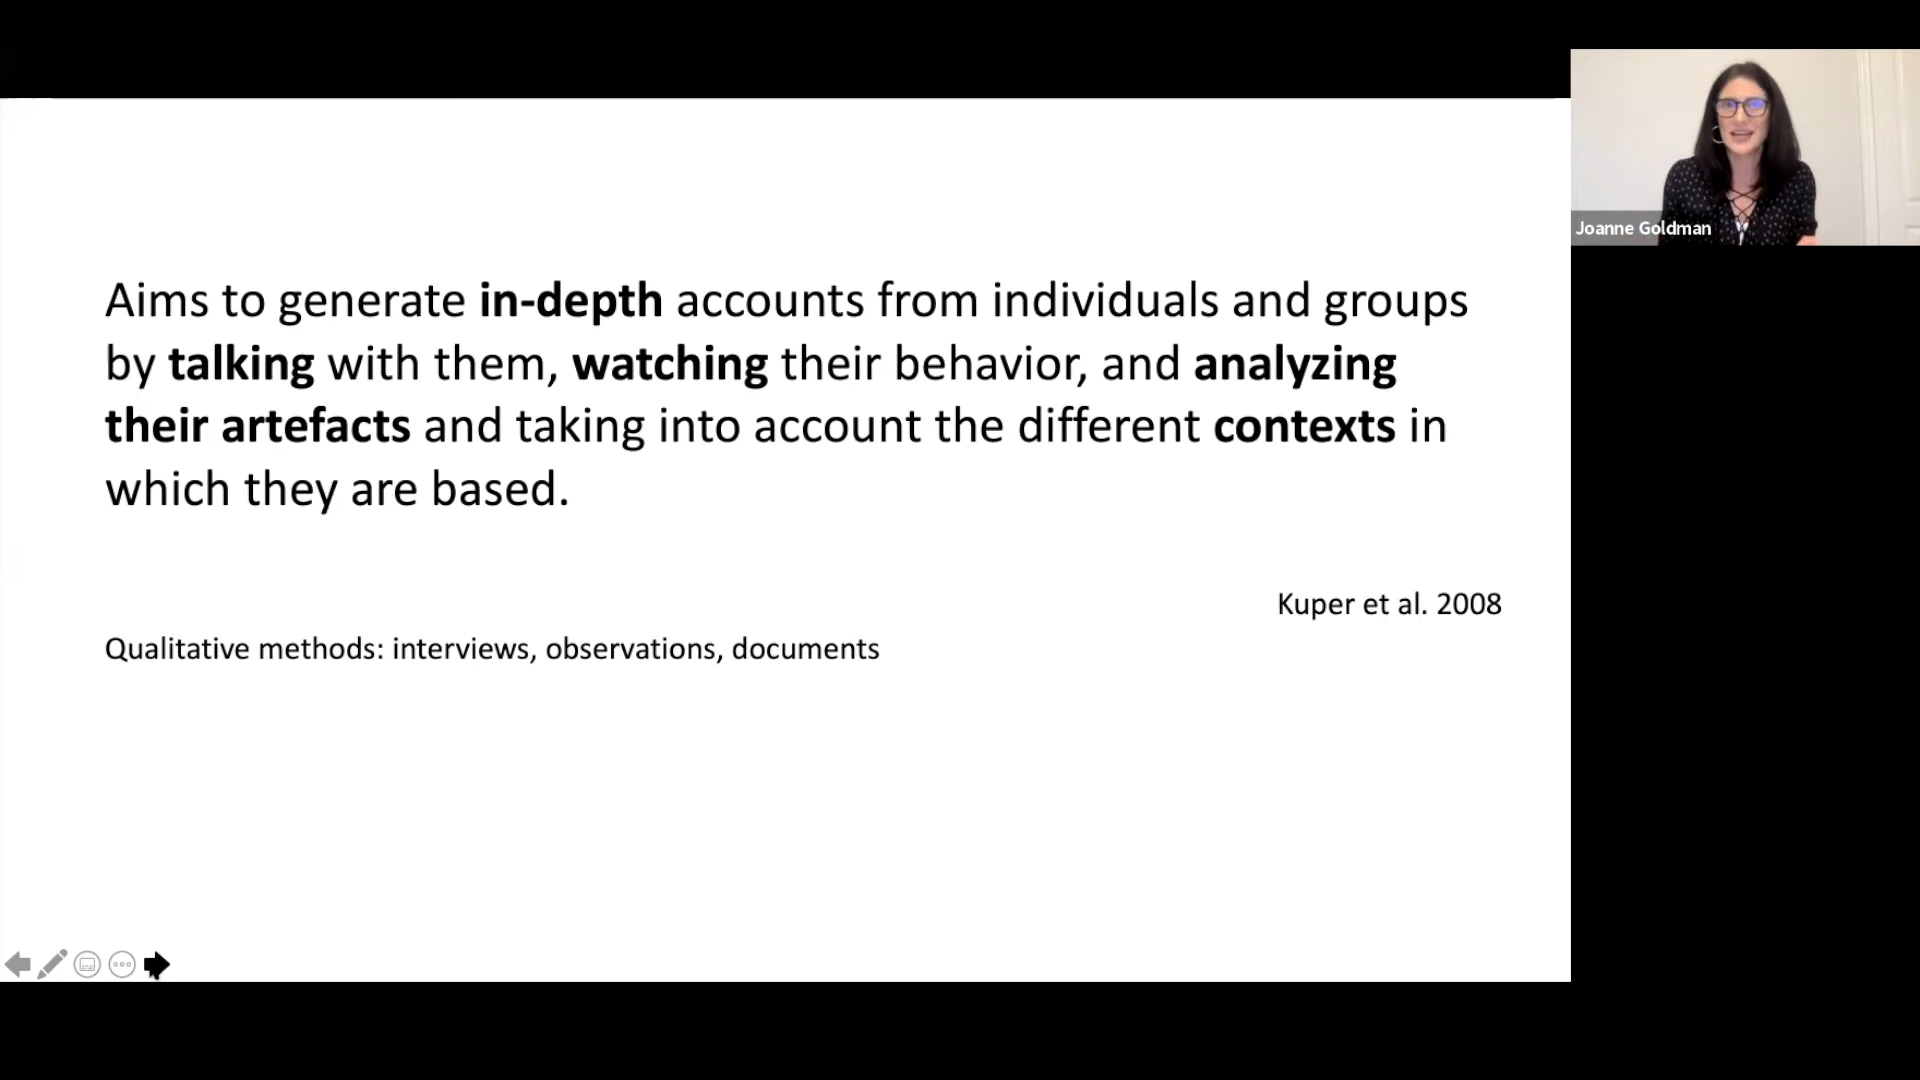 Aims to generate in-depth accounts from individuals and groups
by talking with them, watching their behavior, and analyzing
their artefacts and taking into account the different contexts in
which they are based.
Kuper et al. 2008
Qualitative methods: interviews, observations, documents
Joanne Goldman